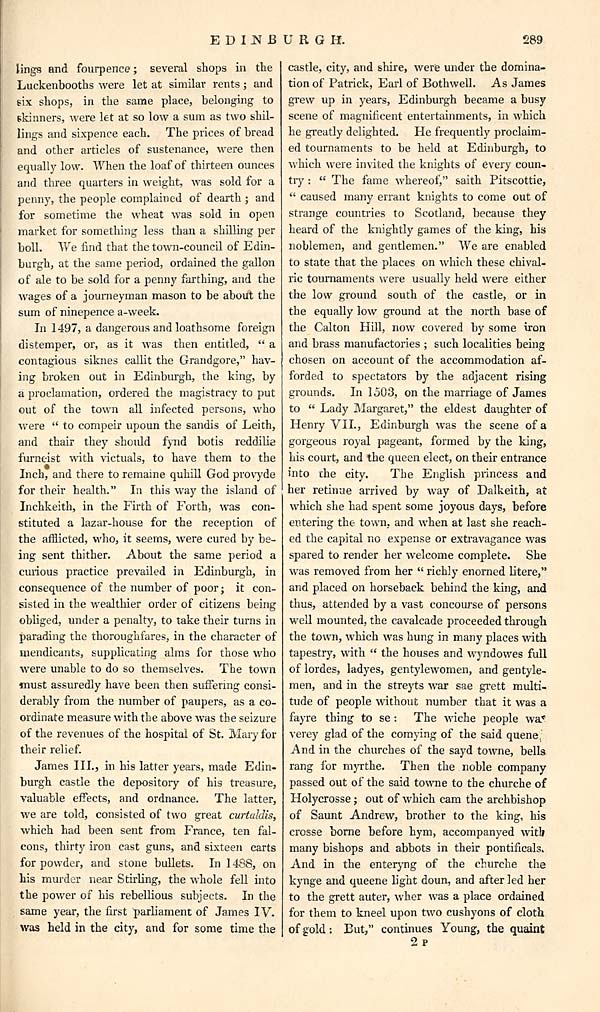 EDINBURGH. 289
lings and fourpence; several shops in the
Luckenbooths were let at similar rents; and
six shops, in the same place, belonging to
skinners, were let at so low a sum as two shil-
lings and sixpence each. The prices of bread
and other articles of sustenance, were then
equally low. When the loaf of thirteen ounces
and three quarters in weight, was sold for a
penny, the people complained of dearth; and
for sometime the wheat was sold in open
market for something less than a shilling per
boll. We find that the town-council of Edin-
burgh, at the same period, ordained the gallon
of ale to be sold for a penny farthing, and the
wages of a journeyman mason to be about the
sum of ninepence a-week.
In 1497, a dangerous and loathsome foreign
distemper, or, as it was then entitled, “ a
contagious siknes callit the Grandgore,” hav-
ing broken out in Edinburgh, the king, by
a proclamation, ordered the magistracy to put
out of the town all infected persons, who
were “ to compeir upoun the sandis of Leith,
and thair they should fynd botis reddilie
furneist with victuals, to have them to the
Inch, and there to remaine quhill God provyde
for their health.” In this way the island of
Inchkeith, in the Firth of Forth, was con-
stituted a lazar-house for the reception of
the afflicted, who, it seems, were cured by be-
ing sent thither. About the same period a
curious practice prevailed in Edinburgh, in
consequence of the number of poor; it con-
sisted in the wealthier order of citizens being
obliged, under a penalty, to take their turns in
parading the thoroughfares, in the character of
mendicants, supplicating alms for those who
were unable to do so themselves. The town
must assuredly have been then suffering consi-
derably from the number of paupers, as a co-
ordinate measure with the above was the seizure
of the revenues of the hospital of St. Mary for
their relief.
James III., in his latter years, made Edin-
burgh castle the depository of his treasure,
valuable effects, and ordnance. The latter,
we are told, consisted of two great curtaldis,
which had been sent from France, ten fal-
cons, thirty iron cast guns, and sixteen carts
for powder, and stone bullets. In 1488, on
his murder near Stirling, the whole fell into
the power of his rebellious subjects. In the
same year, the first parliament of James IV.
was held in the city, and for some time the
castle, city, and shire, were under the domina-
tion of Patrick, Earl of Bothwell. As James
grew up in years, Edinburgh became a busy
scene of magnificent entertainments, in which
he greatly delighted. He frequently proclaim-
ed tournaments to be held at Edinburgh, to
which were invited the knights of every coun-
try: “ The fame whereof,” saith Pitscottie,
“ caused many errant knights to come out of
strange countries to Scotland, because they
heard of the knightly games of the king, his
noblemen, and gentlemen.” We are enabled
to state that the places on which these chival-
ric tournaments were usually held were either
the low ground south of the castle, or in
the equally low ground at the north base of
the Calton Hill, now covered by some iron
and brass manufactories; such localities being
chosen on account of the accommodation af-
forded to spectators by the adjacent rising
grounds. In 1503, on the marriage of James
to “ Lady Margaret,” the eldest daughter of
Henry VII., Edinburgh was the scene of a
gorgeous royal pageant, formed by the king,
his court, and the queen elect, on their entrance
into the city. The English princess and
her retinue arrived by way of Dalkeith, at
which she had spent some joyous days, before
entering the town, and when at last she reach-
ed the capital no expense or extravagance was
spared to render her welcome complete. She
was removed from her “ richly enorned litere,”
and placed on horseback behind the king, and
thus, attended by a vast concourse of persons
well mounted, the cavalcade proceeded through
the town, which was hung in many places with
tapestry, with “ the houses and wyndowes full
of lordes, ladyes, gentylewomen, and gentyle-
men, and in the streyts war sae grett multi-
tude of people without number that it was a
fayre thing to se: The wiche people was
verey glad of the comying of the said quene;
And in the churches of the sayd towne, bells
rang for myrthe. Then the noble company
passed out of the said towne to the churche of
Holycrosse; out of which cam the archbishop
of Saunt Andrew, brother to the king, his
crosse borne before hym, accompanyed with
many bishops and abbots in their pontificals.
And in the enteryng of the churche the
kynge and queene light doun, and after led her
to the grett auter, wher was a place ordained
for them to kneel upon two cushyons of cloth
of gold: But,” continues Young, the quaint
2 P